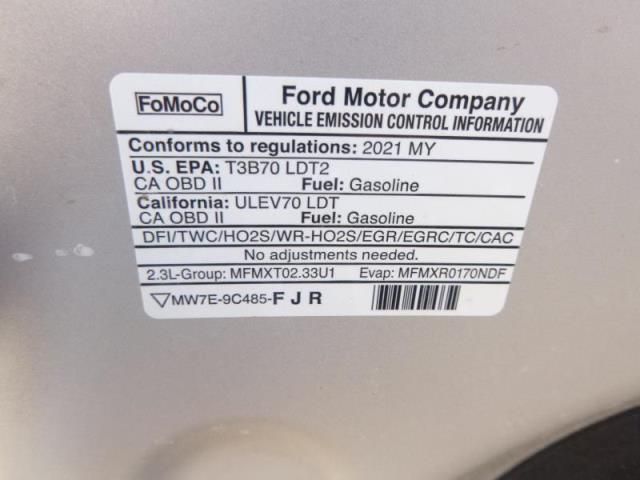 FoMoCo
Ford Motor Company
VEHICLE EMISSION CONTROL INFORMATION
Conforms to regulations: 2021 MY
U.S. EPA: T3B70 LDT2
CA OBD II Fuel: Gasoline
California: ULEV70 LDT
CA OBD II Fuel: Gasoline
DFI/TWC/HO2S/WR-HO2S/EGR/EGRC/TC/CAC
No adjustments needed.
2.3L-Group: MFMXT02.33U1 Evap: MFMXR0170NDF
MW7E-9C485-F J R